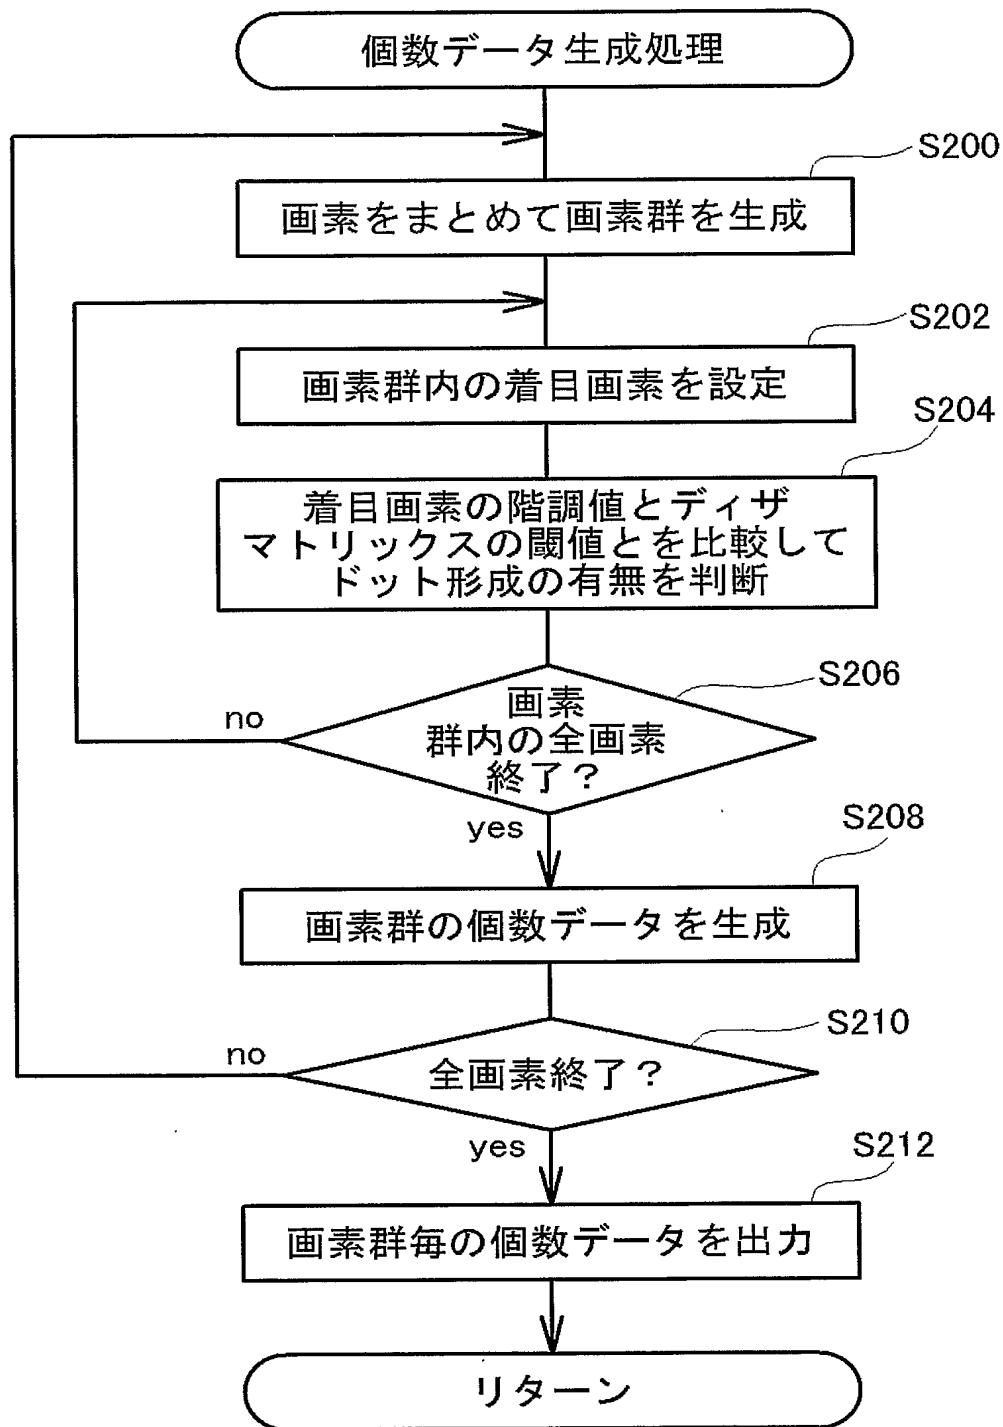 個数データ生成処理
S200
画素をまとめて画素群を生成
S202
画素群内の着目画素を設定
S204
着目画素の階調値とディザ
マトリックスの閾値とを比較して
ドット形成の有無を判断
S206
画素
群内の全画素
終了？
no
yes
S208
画素群の個数データを生成
S210
全画素終了？
no
yes
S212
画素群毎の個数データを出力
リターン